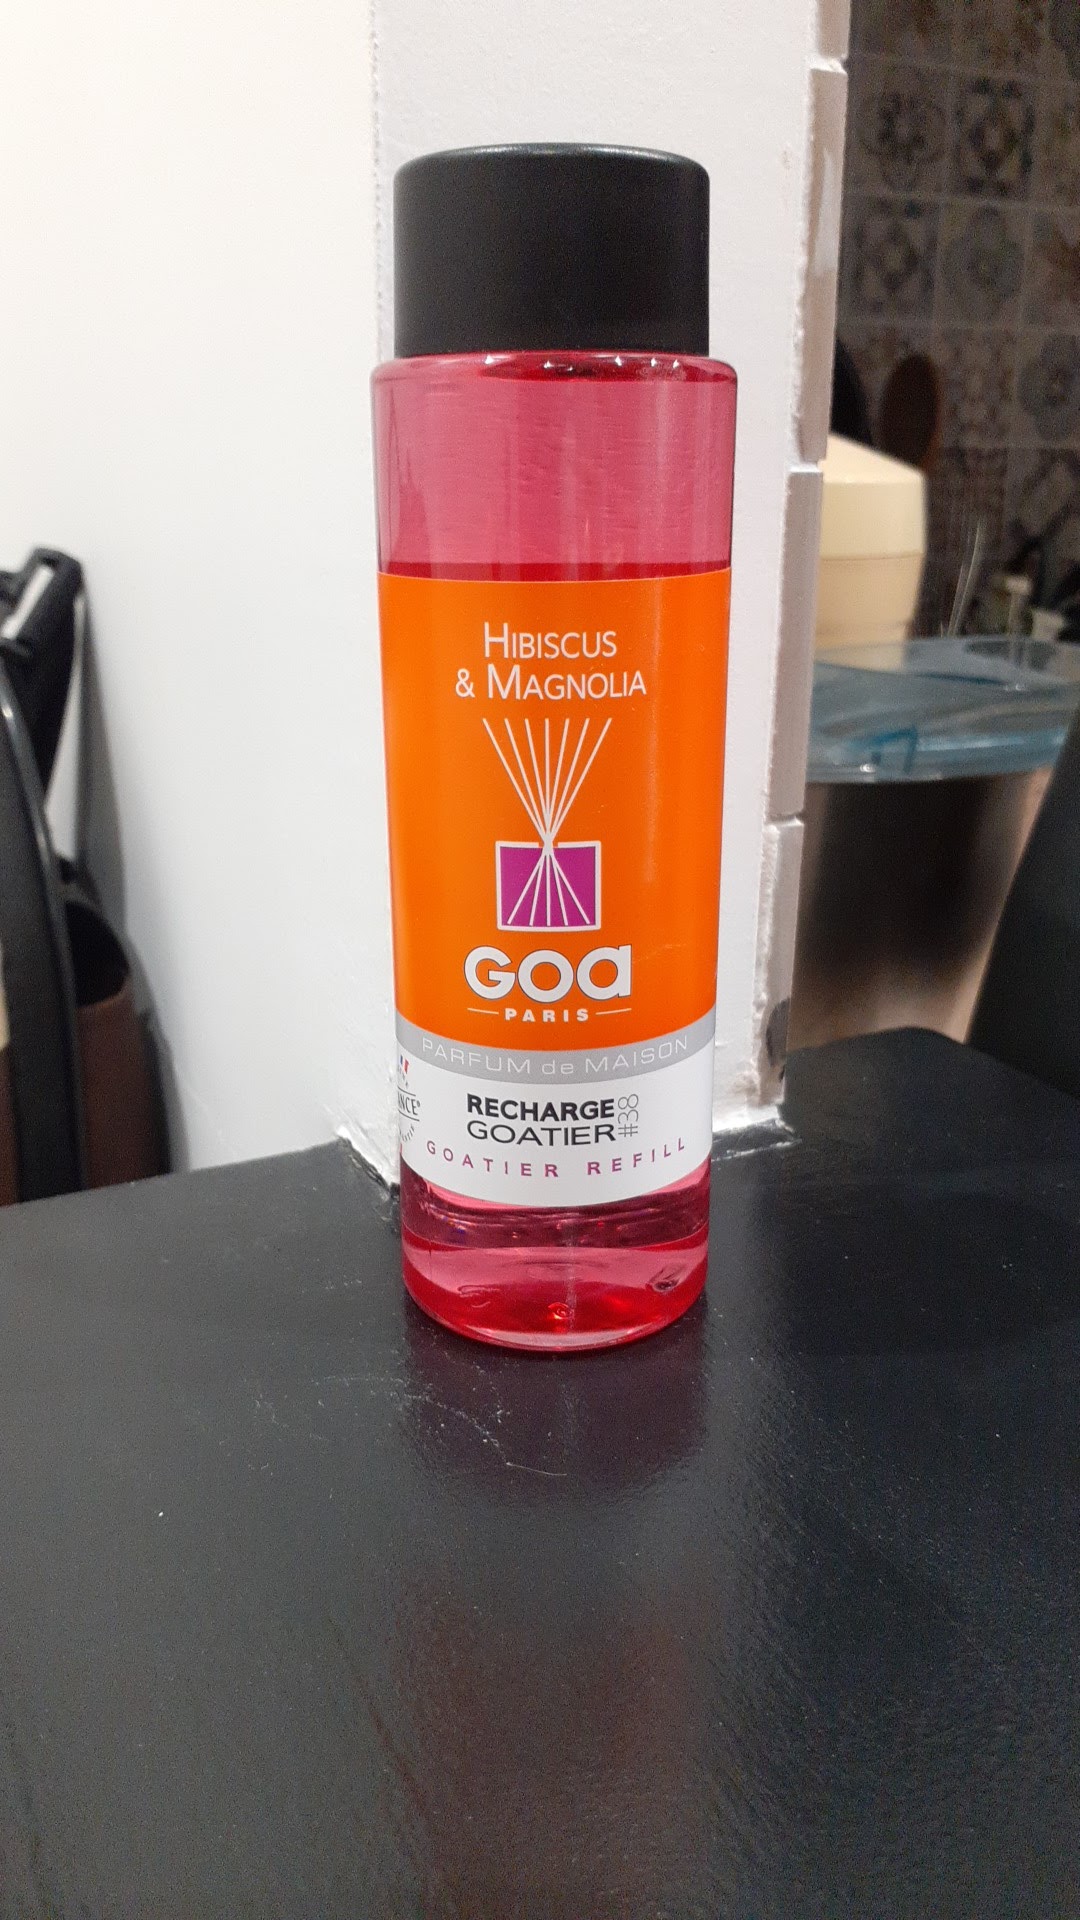 HIBISCUS
& MAGNOLIA
GOa
PARIS
PARFUM de MAISON
RECHARGE
GOATIER
#38
GOATIER REFILL